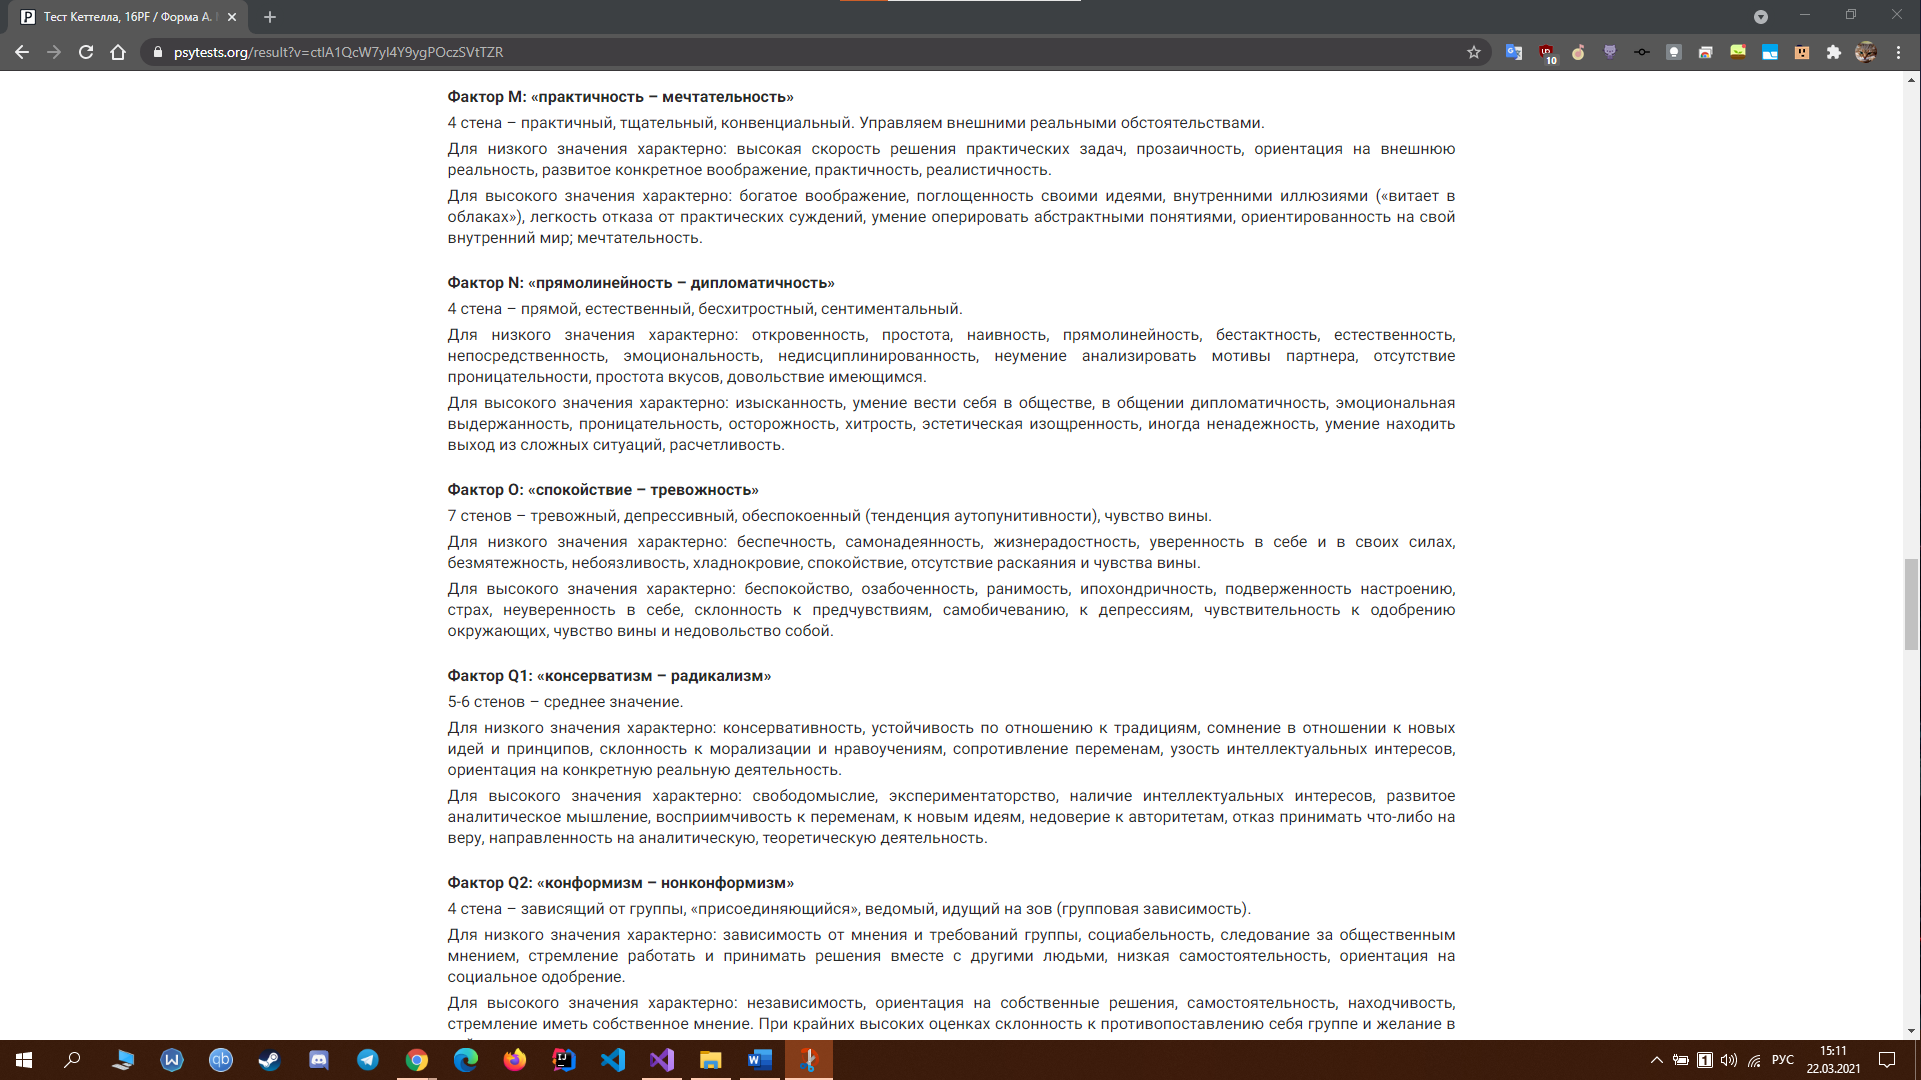 Тест Кеттелла, 16PF / Форма А.
psytests.org/result?v=ctlA1QcW7yl4Y9ygPOczSVtTZR
10
Фактор M: «практичность – мечтательность»
4 стена – практичный, тщательный, конвенциальный. Управляем внешними реальными обстоятельствами.
Для низкого значения характерно: высокая скорость решения практических задач, прозаичность, ориентация на внешнюю
реальность, развитое конкретное воображение, практичность, реалистичность.
Для высокого значения характерно: богатое воображение, поглощенность своими идеями, внутренними иллюзиями («витает в
облаках»), легкость отказа от практических суждений, умение оперировать абстрактными понятиями, ориентированность на свой
внутренний мир; мечтательность.
Фактор N: «прямолинейность – дипломатичность»
4 стена – прямой, естественный, бесхитростный, сентиментальный.
Для низкого значения характерно: откровенность, простота, наивность, прямолинейность, бестактность, естественность,
непосредственность, эмоциональность, недисциплинированность, неумение анализировать мотивы партнера, отсутствие
проницательности, простота вкусов, довольствие имеющимся.
Для высокого значения характерно: изысканность, умение вести себя в обществе, в общении дипломатичность, эмоциональная
выдержанность, проницательность, осторожность, хитрость, эстетическая изощренность, иногда ненадежность, умение находить
выход из сложных ситуаций, расчетливость.
Фактор O: «спокойствие – тревожность»
7 стенов – тревожный, депрессивный, обеспокоенный (тенденция аутопунитивности), чувство вины.
Для низкого значения характерно: беспечность, самонадеянность, жизнерадостность, уверенность в себе и в своих силах,
безмятежность, небоязливость, хладнокровие, спокойствие, отсутствие раскаяния и чувства вины.
Для высокого значения характерно: беспокойство, озабоченность, ранимость, ипохондричность, подверженность настроению,
страх, неуверенность в себе, склонность к предчувствиям, самобичеванию, к депрессиям, чувствительность к одобрению
окружающих, чувство вины и недовольство собой.
Фактор Q1: «консерватизм – радикализм»
5-6 стенов – среднее значение.
Для низкого значения характерно: консервативность, устойчивость по отношению к традициям, сомнение в отношении к новых
идей и принципов, склонность к морализации и нравоучениям, сопротивление переменам, узость интеллектуальных интересов,
ориентация на конкретную реальную деятельность.
Для высокого значения характерно: свободомыслие, экспериментаторство, наличие интеллектуальных интересов, развитое
аналитическое мышление, восприимчивость к переменам, к новым идеям, недоверие к авторитетам, отказ принимать что-либо на
веру, направленность на аналитическую, теоретическую деятельность.
Фактор Q2: «конформизм – нонконформизм»
4 стена – зависящий от группы, «присоединяющийся», ведомый, идущий на зов (групповая зависимость).
Для низкого значения характерно: зависимость от мнения и требований группы, социабельность, следование за общественным
мнением, стремление работать и принимать решения вместе с другими людьми, низкая самостоятельность, ориентация на
социальное одобрение.
Для высокого значения характерно: независимость, ориентация на собственные решения, самостоятельность, находчивость,
стремление иметь собственное мнение. При крайних высоких оценках склонность к противопоставлению себя группе и желание в
1
РУС
15:11
22.03.2021